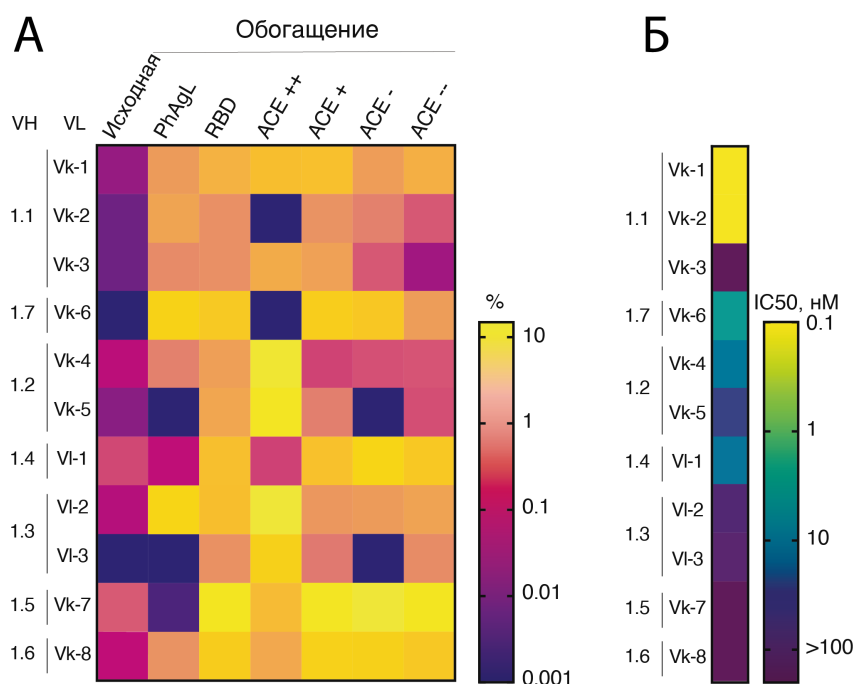 А
Обогащение
VH VL Исходная PhAgL RBD ACE ++ ACE + ACE - ACE --
1.1
Vk-1
Vk-2
Vk-3
1.7
Vk-6
1.2
Vk-4
Vk-5
1.4
Vl-1
1.3
Vl-2
Vl-3
1.5
Vk-7
1.6
Vk-8
%
10
1
0.1
0.01
0.001
Б
1.1
Vk-1
Vk-2
Vk-3
1.7
Vk-6
1.2
Vk-4
Vk-5
1.4
Vl-1
1.3
Vl-2
Vl-3
1.5
Vk-7
1.6
Vk-8
IC50, нМ
0.1
1
10
>100